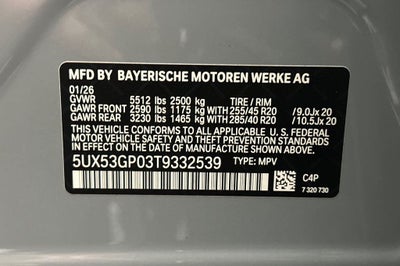 MFD BY BAYERISCHE MOTOREN WERKE AG
01/26
GVWR 5512 lbs 2500 kg TIRE / RIM
GAWR FRONT 2590 lbs 1175 kg 255/45 R20 /9.0Jx 20
GAWR REAR 3230 lbs 1465 kg 285/40 R20 /10.5Jx 20
THIS VEHICLE CONFORMS TO ALL APPLICABLE U. S. FEDERAL
MOTOR VEHICLE SAFETY AND THEFT PREVENTION STANDARDS
IN EFFECT ON THE DATE OF MANUFACTURE SHOWN ABOVE.
5UX53GP03T9332539 TYPE: MPV
C4P
7 320 730